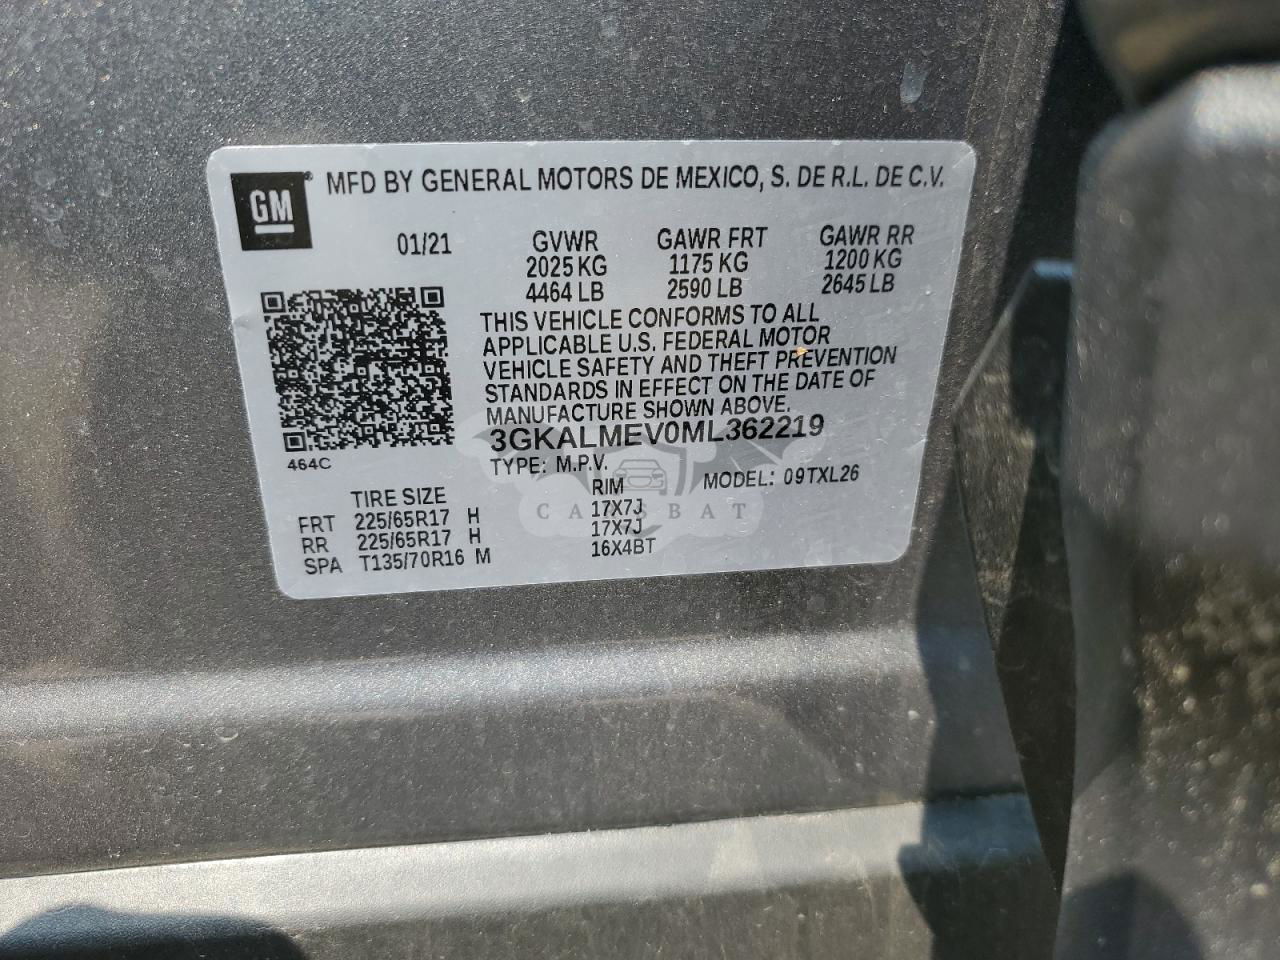 GM® MFD BY GENERAL MOTORS DE MEXICO, S. DE R.L. DE C.V.
01/21 GVWR GAWR FRT GAWR RR
2025 KG 1175 KG 1200 KG
4464 LB 2590 LB 2645 LB
THIS VEHICLE CONFORMS TO ALL
APPLICABLE U.S. FEDERAL MOTOR
VEHICLE SAFETY AND THEFT PREVENTION
STANDARDS IN EFFECT ON THE DATE OF
MANUFACTURE SHOWN ABOVE.
3GKALMEV0ML362219
464C
TYPE: M.P.V. MODEL: 09TXL26
TIRE SIZE RIM
FRT 225/65R17 H 17X7J
RR 225/65R17 H 17X7J
SPA T135/70R16 M 16X4BT
CARSBAT